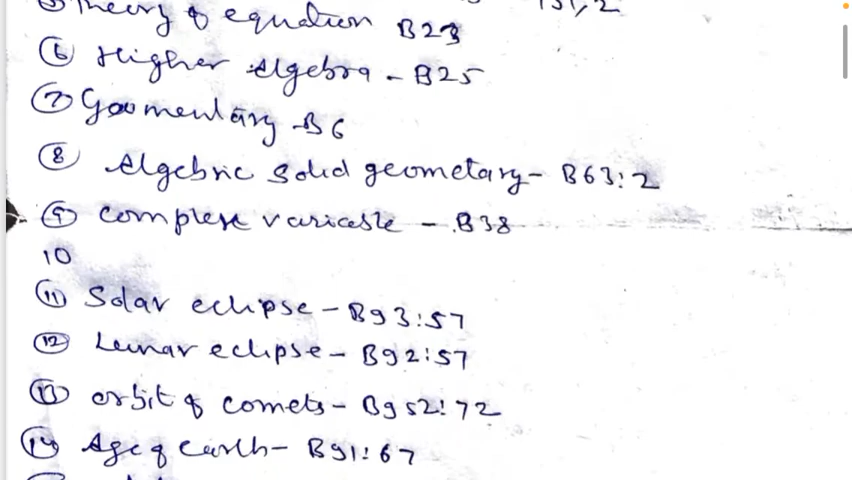 Theory of equation B23
⑥ Higher Algebra - B25
⑦ Geomentary - B6
⑧ Algebric Solid geometary - B63:2
⑨ Complex variable - B38
10
⑪ Solar eclipse - B93:57
⑫ Lunar eclipse - B92:57
⑬ orbit of comets - B952:72
⑭ Age of earth - B91:67